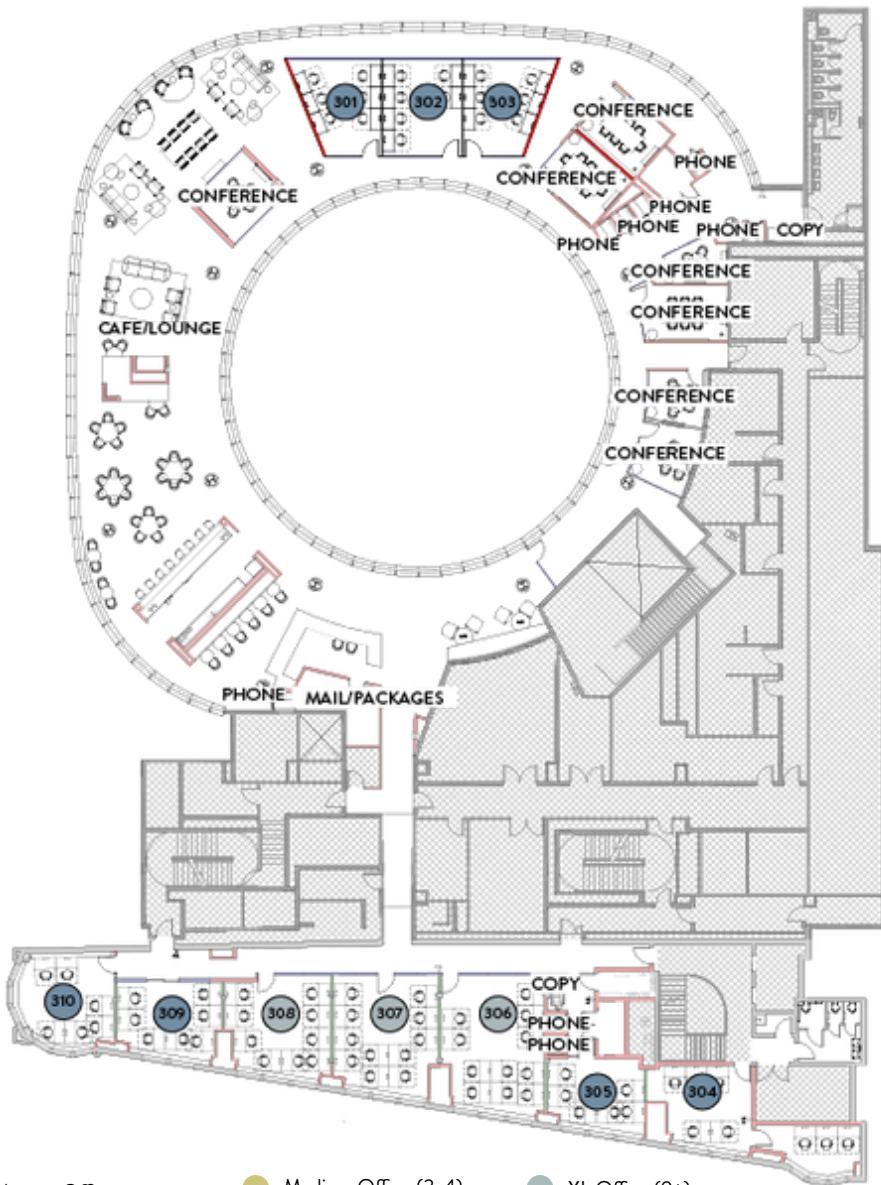 301
302
303
CONFERENCE
PHONE
CONFERENCE
CONFERENCE
PHONE
PHONE
PHONE
PHONE
COPY
CONFERENCE
CONFERENCE
CAFE/LOUNGE
CONFERENCE
CONFERENCE
PHONE
MAIL/PACKAGES
COPY
310
309
308
307
306
PHONE
PHONE
305
304